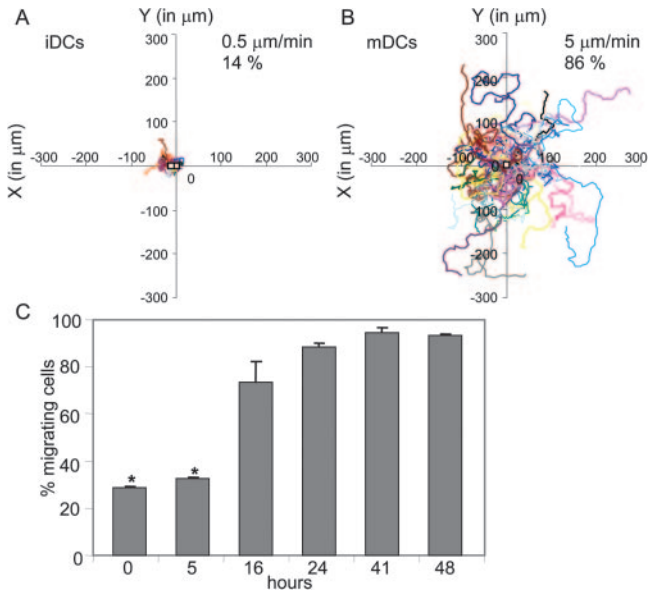 A
Y (in μm)
iDCs
0.5 μm/min
14 %
300
200
100
-300 -200 -100 0 100 200 300
-100
-200
-300
X (in μm)
B
Y (in μm)
mDCs
5 μm/min
86 %
300
200
100
-300 -200 -100 0 100 200 300
-100
-200
-300
X (in μm)
C
% migrating cells
100
80
60
40
20
0
* *
0 5 16 24 41 48
hours